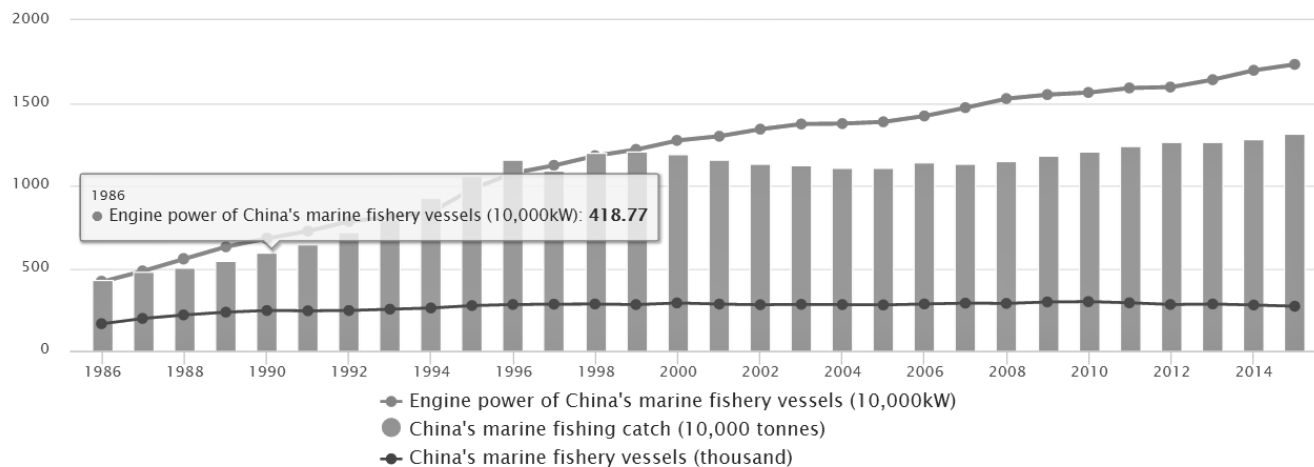 2000
1500
1000
500
0
1986
● Engine power of China's marine fishery vessels (10,000kW): 418.77
1986 1988 1990 1992 1994 1996 1998 2000 2002 2004 2006 2008 2010 2012 2014
Engine power of China's marine fishery vessels (10,000kW)
China's marine fishing catch (10,000 tonnes)
China's marine fishery vessels (thousand)